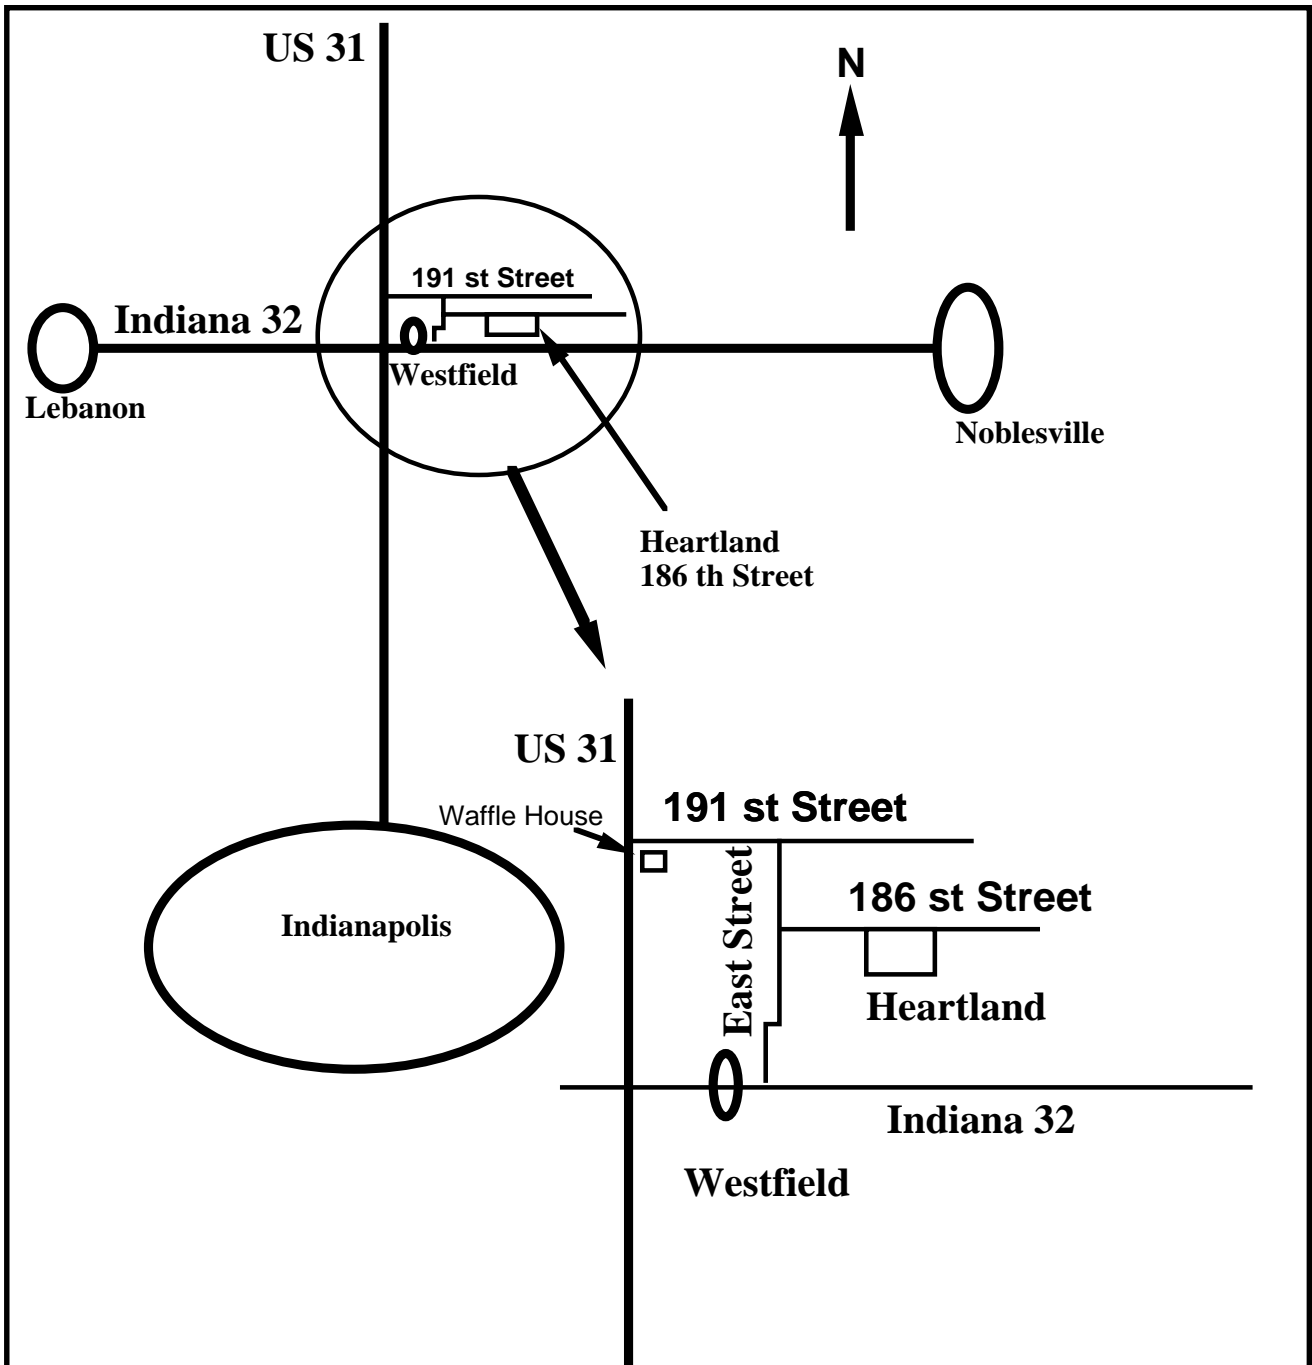 US 31
N
191 st Street
Indiana 32
Westfield
Lebanon
Noblesville
Heartland
186 th Street
US 31
Waffle House
191 st Street
East Street
186 st Street
Indianapolis
Heartland
Indiana 32
Westfield